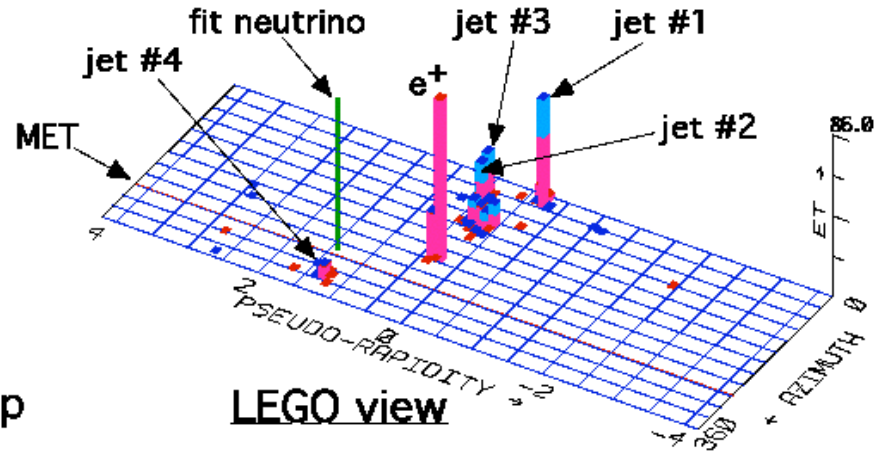 fit neutrino
jet #3
jet #1
jet #4
e+
jet #2
MET
86.0
ET →
4
2
PSEUDO-RAPIDITY →
0
-2
-4
360
← AZIMUTH
0
p
LEGO view